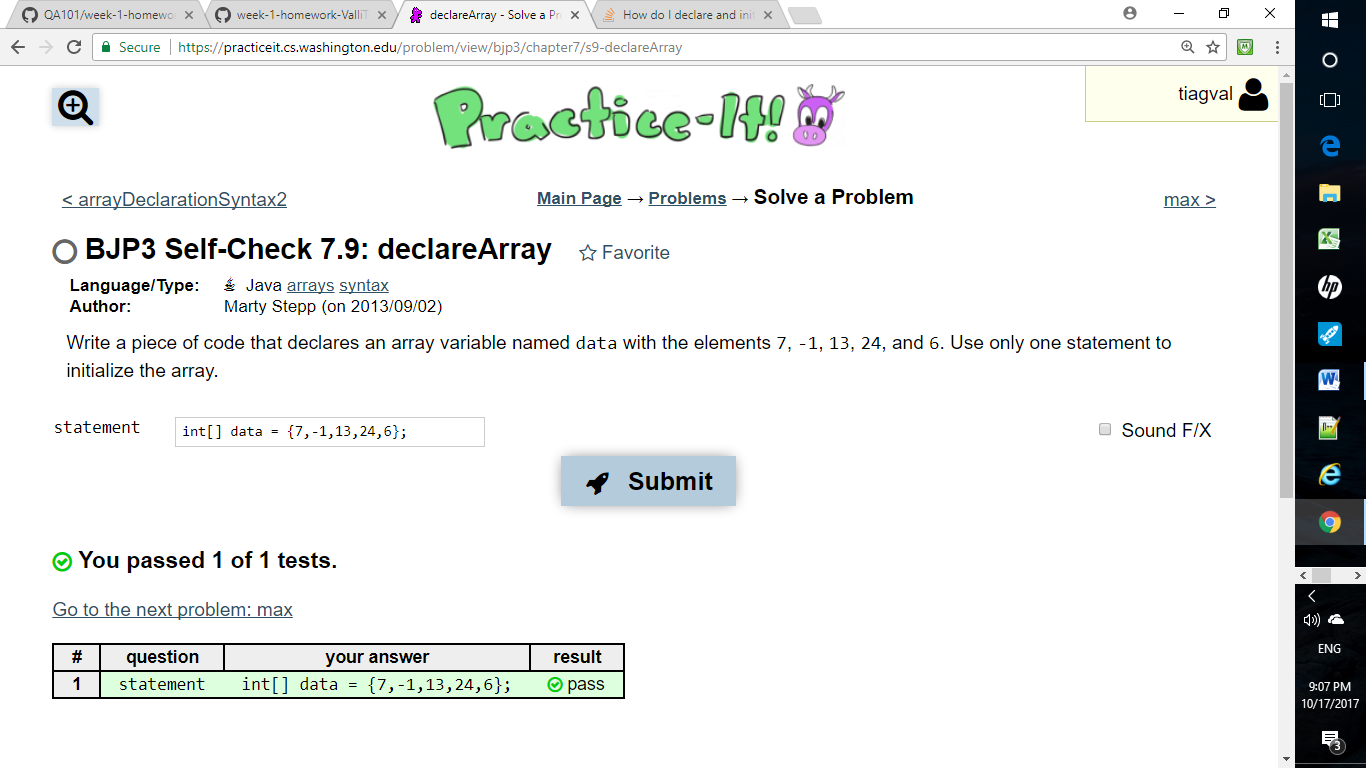 QA101/week-1-homewor
week-1-homework-ValliT
declareArray - Solve a Pr
How do I declare and init
Secure
https://practiceit.cs.washington.edu/problem/view/bjp3/chapter7/s9-declareArray
Practice-It!
tiagval
< arrayDeclarationSyntax2
Main Page → Problems → Solve a Problem
max >
BJP3 Self-Check 7.9: declareArray
Favorite
Language/Type: Java arrays syntax
Author: Marty Stepp (on 2013/09/02)
Write a piece of code that declares an array variable named data with the elements 7, -1, 13, 24, and 6. Use only one statement to
initialize the array.
statement
int[] data = {7,-1,13,24,6};
Sound F/X
Submit
You passed 1 of 1 tests.
Go to the next problem: max
# question your answer result
1 statement int[] data = {7,-1,13,24,6}; pass
hp
ENG
9:07 PM
10/17/2017
3